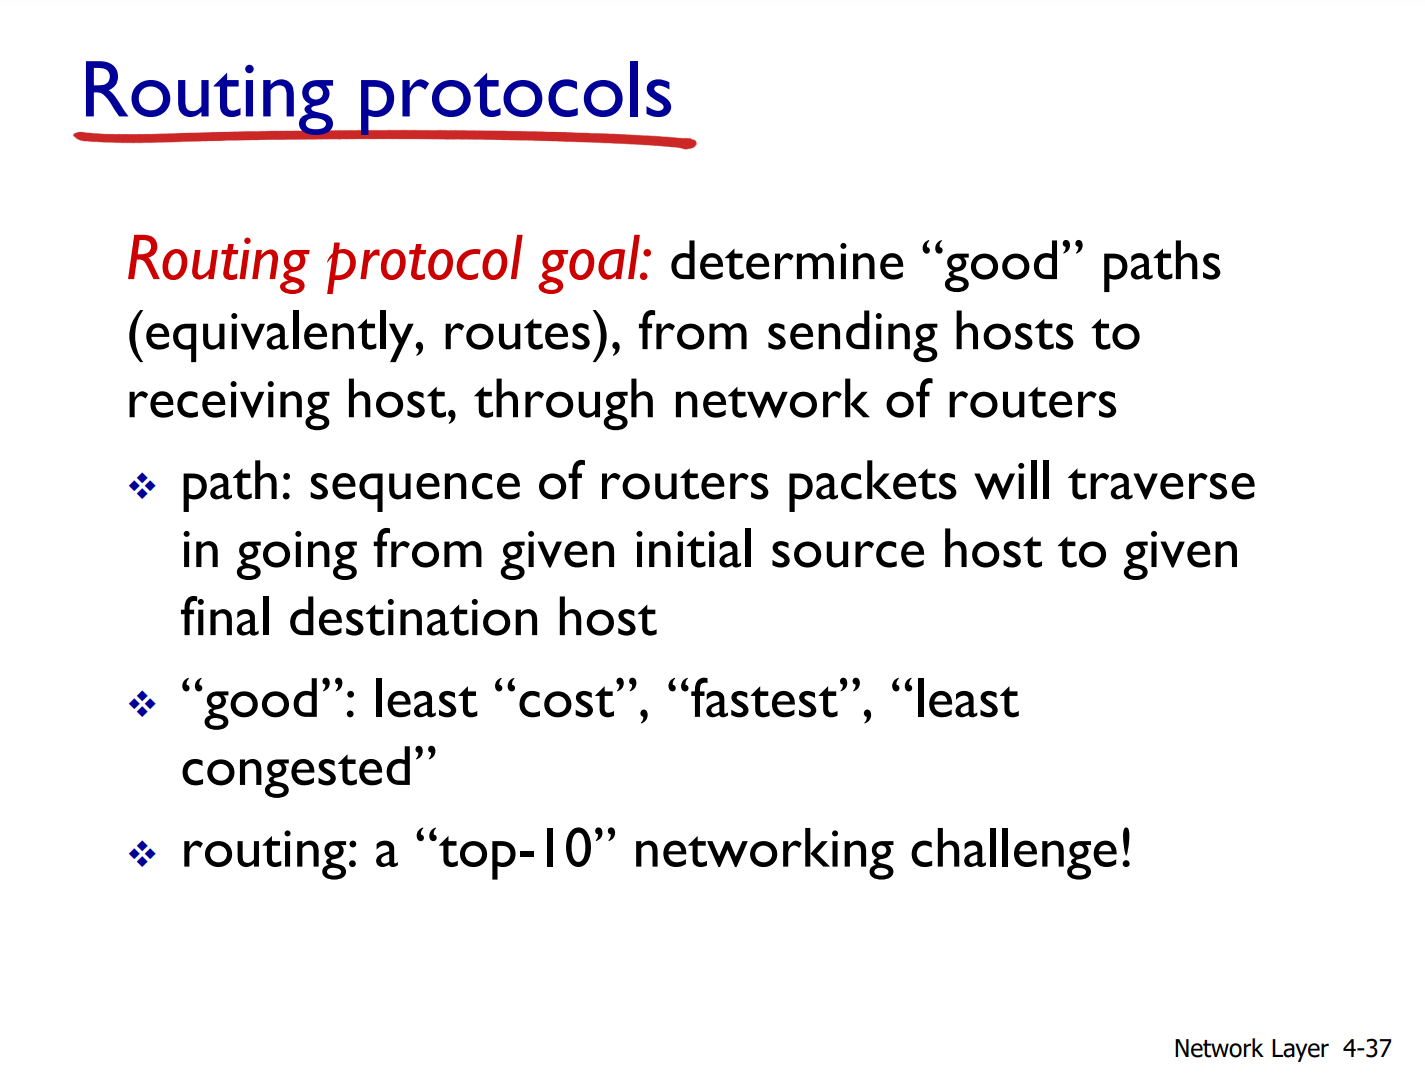 Routing protocols
Routing protocol goal: determine “good” paths
(equivalently, routes), from sending hosts to
receiving host, through network of routers
❖ path: sequence of routers packets will traverse
in going from given initial source host to given
final destination host
❖ “good”: least “cost”, “fastest”, “least
congested”
❖ routing: a “top-10” networking challenge!
Network Layer 4-37